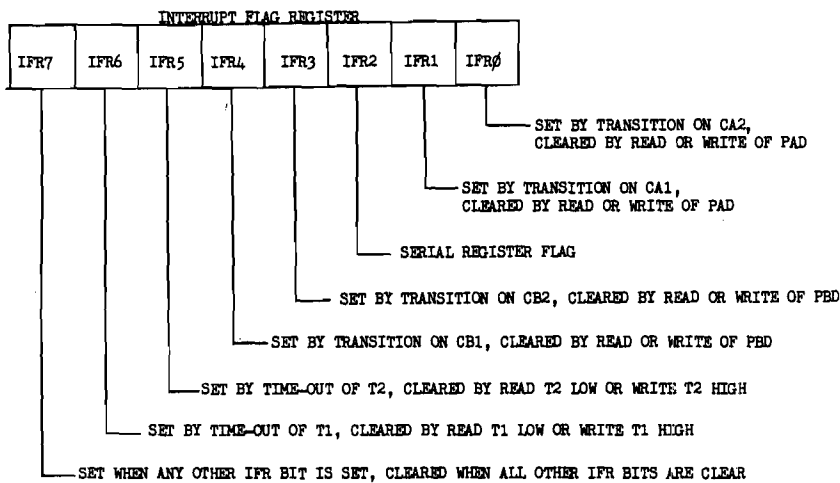 INTERRUPT FLAG REGISTER
IFR7 IFR6 IFR5 IFR4 IFR3 IFR2 IFR1 IFRØ
SET BY TRANSITION ON CA2,
CLEARED BY READ OR WRITE OF PAD
SET BY TRANSITION ON CA1,
CLEARED BY READ OR WRITE OF PAD
SERIAL REGISTER FLAG
SET BY TRANSITION ON CB2, CLEARED BY READ OR WRITE OF PBD
SET BY TRANSITION ON CB1, CLEARED BY READ OR WRITE OF PBD
SET BY TIME-OUT OF T2, CLEARED BY READ T2 LOW OR WRITE T2 HIGH
SET BY TIME-OUT OF T1, CLEARED BY READ T1 LOW OR WRITE T1 HIGH
SET WHEN ANY OTHER IFR BIT IS SET, CLEARED WHEN ALL OTHER IFR BITS ARE CLEAR